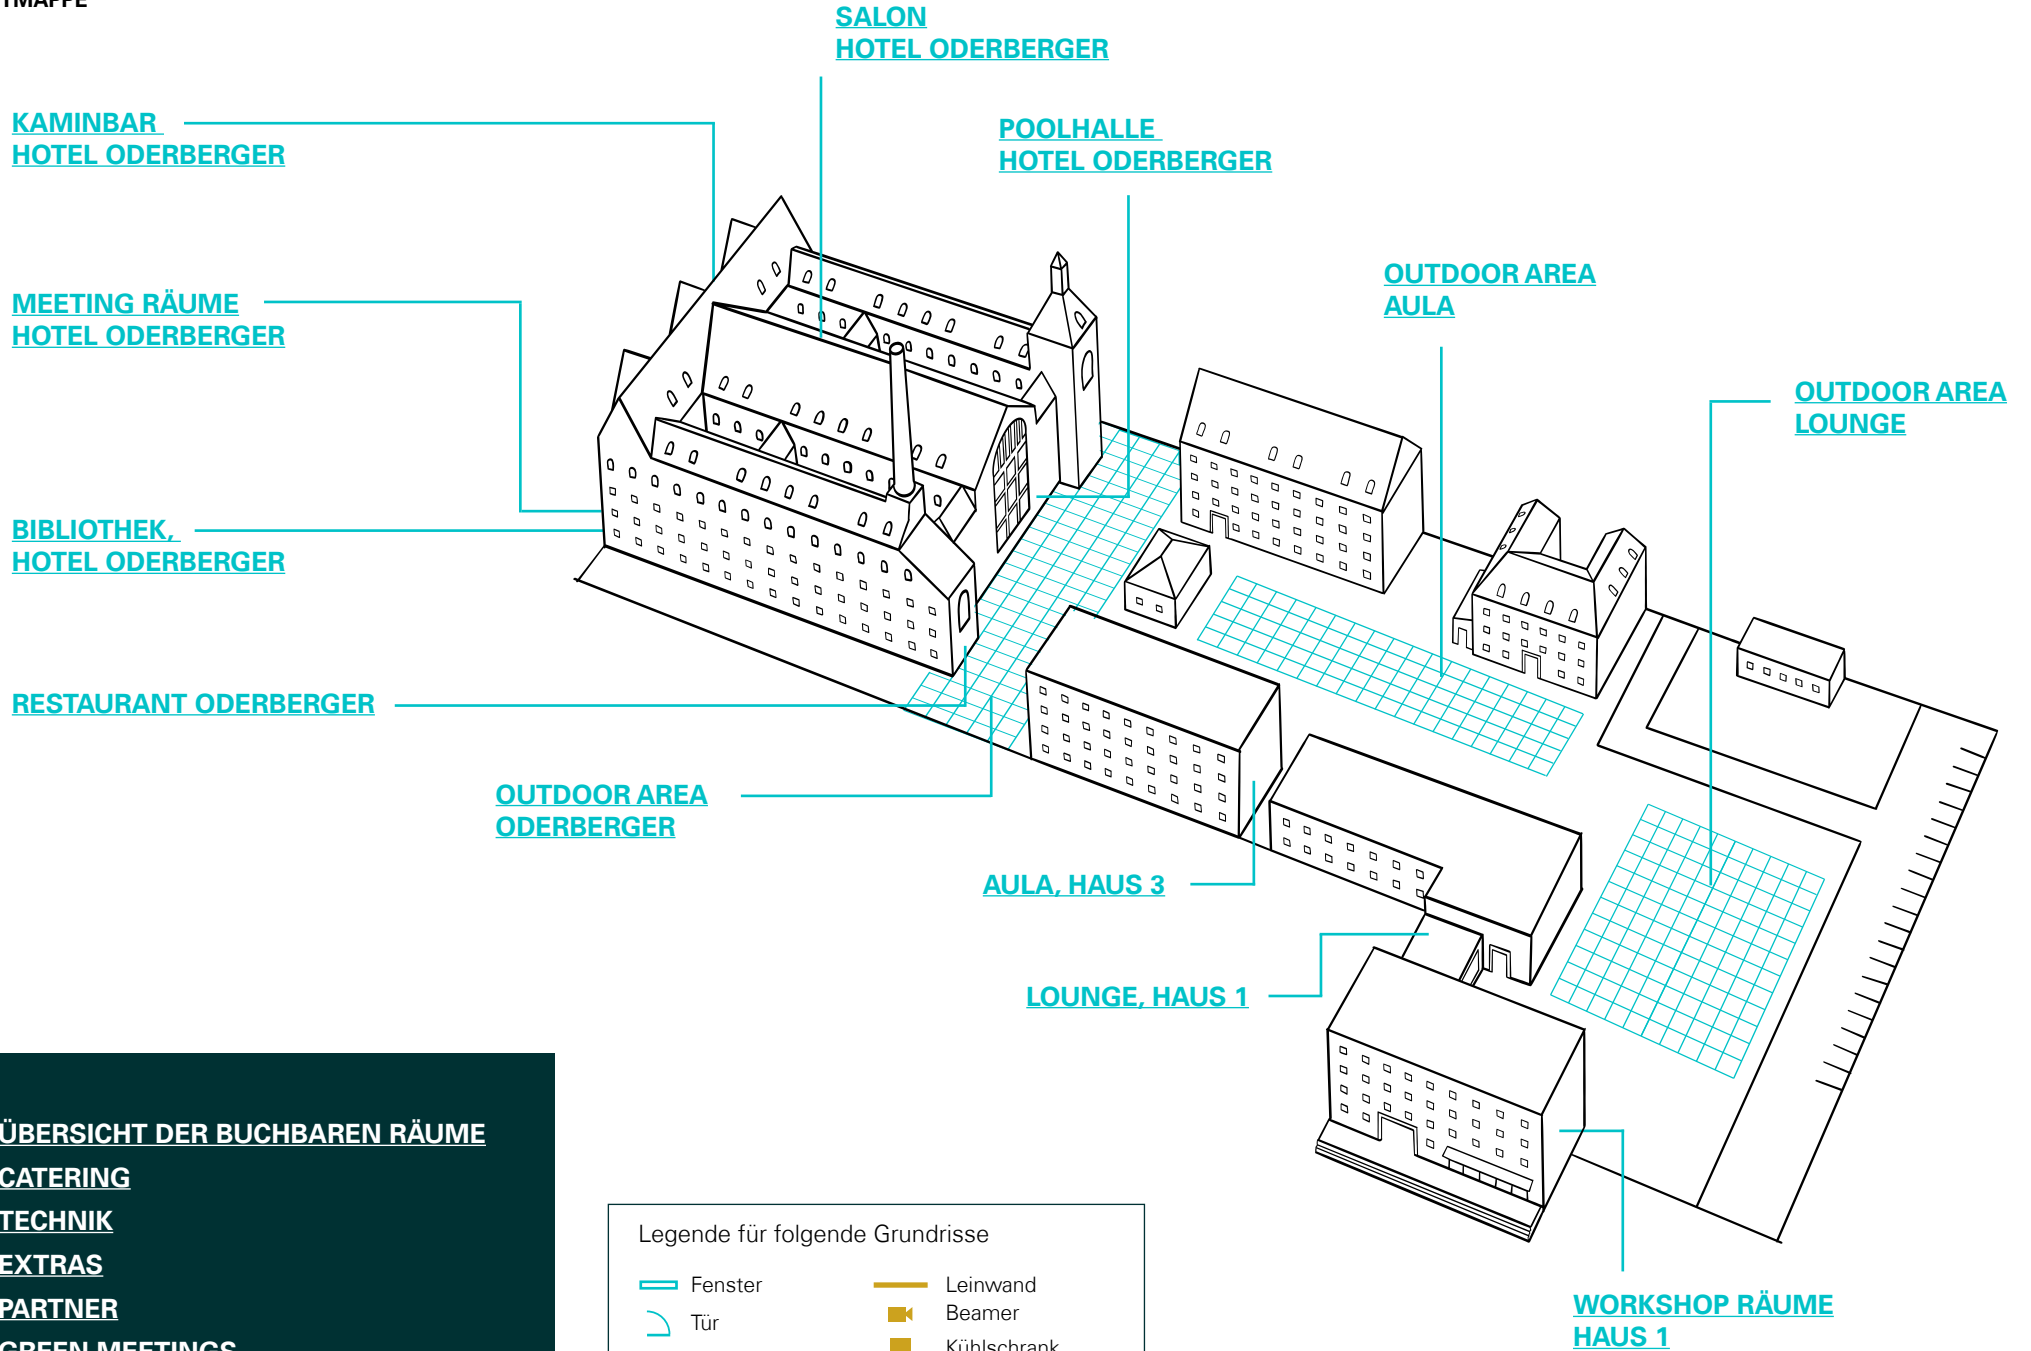 SALON
HOTEL ODERBERGER
KAMINBAR
HOTEL ODERBERGER
POOLHALLE
HOTEL ODERBERGER
MEETING RÄUME
HOTEL ODERBERGER
OUTDOOR AREA
AULA
OUTDOOR AREA
LOUNGE
BIBLIOTHEK,
HOTEL ODERBERGER
RESTAURANT ODERBERGER
OUTDOOR AREA
ODERBERGER
AULA, HAUS 3
LOUNGE, HAUS 1
WORKSHOP RÄUME
HAUS 1
ÜBERSICHT DER BUCHBAREN RÄUME
CATERING
TECHNIK
EXTRAS
PARTNER
GREEN MEETINGS
Legende für folgende Grundrisse
Fenster
Tür
Leinwand
Beamer
Kühlschrank